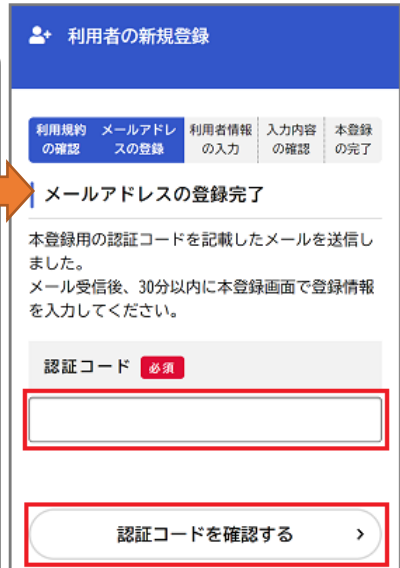 利用者の新規登録
利用規約の確認 メールアドレスの登録 利用者情報の入力 入力内容の確認 本登録の完了
メールアドレスの登録完了
本登録用の認証コードを記載したメールを送信し
ました。
メール受信後、30分以内に本登録画面で登録情報
を入力してください。
認証コード 必須
認証コードを確認する